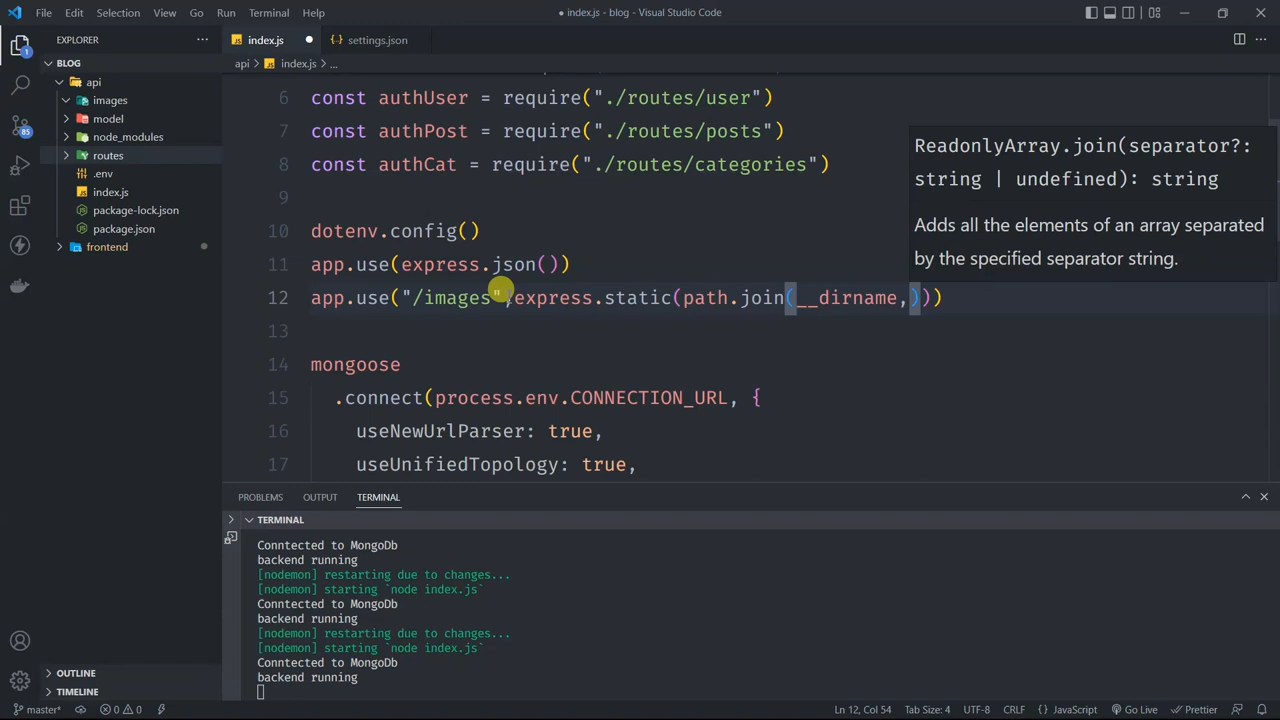 File Edit Selection View Go Run Terminal Help
● index.js - blog - Visual Studio Code
EXPLORER
BLOG
api
images
model
node_modules
routes
.env
index.js
package-lock.json
package.json
frontend
OUTLINE
TIMELINE
1
85
index.js ●
{} settings.json
api > JS index.js > ...
6 const authUser = require("./routes/user")
7 const authPost = require("./routes/posts")
8 const authCat = require("./routes/categories")
9
10 dotenv.config()
11 app.use(express.json())
12 app.use("/images",express.static(path.join(__dirname,)))
13
14 mongoose
15 .connect(process.env.CONNECTION_URL, {
16 useNewUrlParser: true,
17 useUnifiedTopology: true,
ReadonlyArray.join(separator?:
string | undefined): string
Adds all the elements of an array separated
by the specified separator string.
PROBLEMS OUTPUT TERMINAL
TERMINAL
Conntected to MongoDb
backend running
[nodemon] restarting due to changes...
[nodemon] starting `node index.js`
Conntected to MongoDb
backend running
[nodemon] restarting due to changes...
[nodemon] starting `node index.js`
Conntected to MongoDb
backend running
master* 0 0 Ln 12, Col 54 Tab Size: 4 UTF-8 CRLF {} JavaScript Go Live Prettier